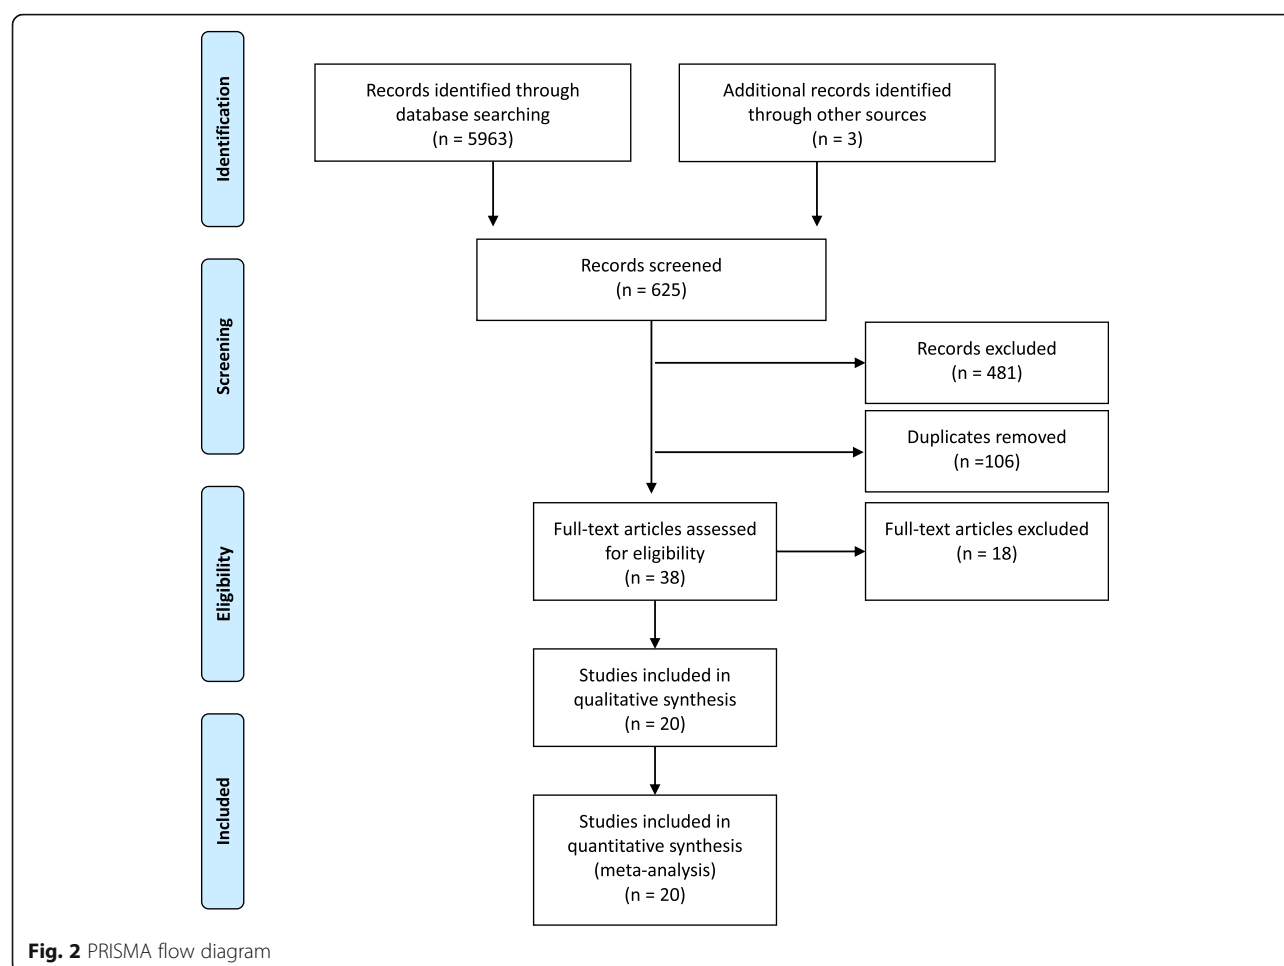 Identification
Records identified through
database searching
(n = 5963)
Additional records identified
through other sources
(n = 3)
Screening
Records screened
(n = 625)
Records excluded
(n = 481)
Duplicates removed
(n =106)
Eligibility
Full-text articles assessed
for eligibility
(n = 38)
Full-text articles excluded
(n = 18)
Studies included in
qualitative synthesis
(n = 20)
Included
Studies included in
quantitative synthesis
(meta-analysis)
(n = 20)
Fig. 2 PRISMA flow diagram